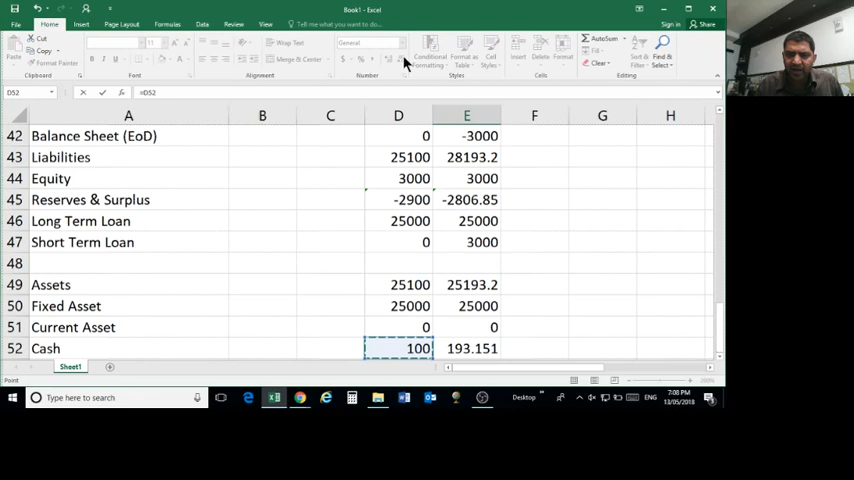 Book1 - Excel
File Home Insert Page Layout Formulas Data Review View Tell me what you want to do Sign in Share
Cut
Copy
Format Painter
Paste
Clipboard
11
B I U
Font
Wrap Text
Merge & Center
Alignment
General
$ % ,
Number
Conditional Formatting
Format as Table
Cell Styles
Styles
Insert Delete Format
Cells
AutoSum
Fill
Clear
Sort & Filter
Find & Select
Editing
D52 =D52
A B C D E F G H
42 Balance Sheet (EoD) 0 -3000
43 Liabilities 25100 28193.2
44 Equity 3000 3000
45 Reserves & Surplus -2900 -2806.85
46 Long Term Loan 25000 25000
47 Short Term Loan 0 3000
48
49 Assets 25100 25193.2
50 Fixed Asset 25000 25000
51 Current Asset 0 0
52 Cash 100 193.151
Sheet1
Point
Type here to search
Desktop ENG 7:08 PM
13/05/2018